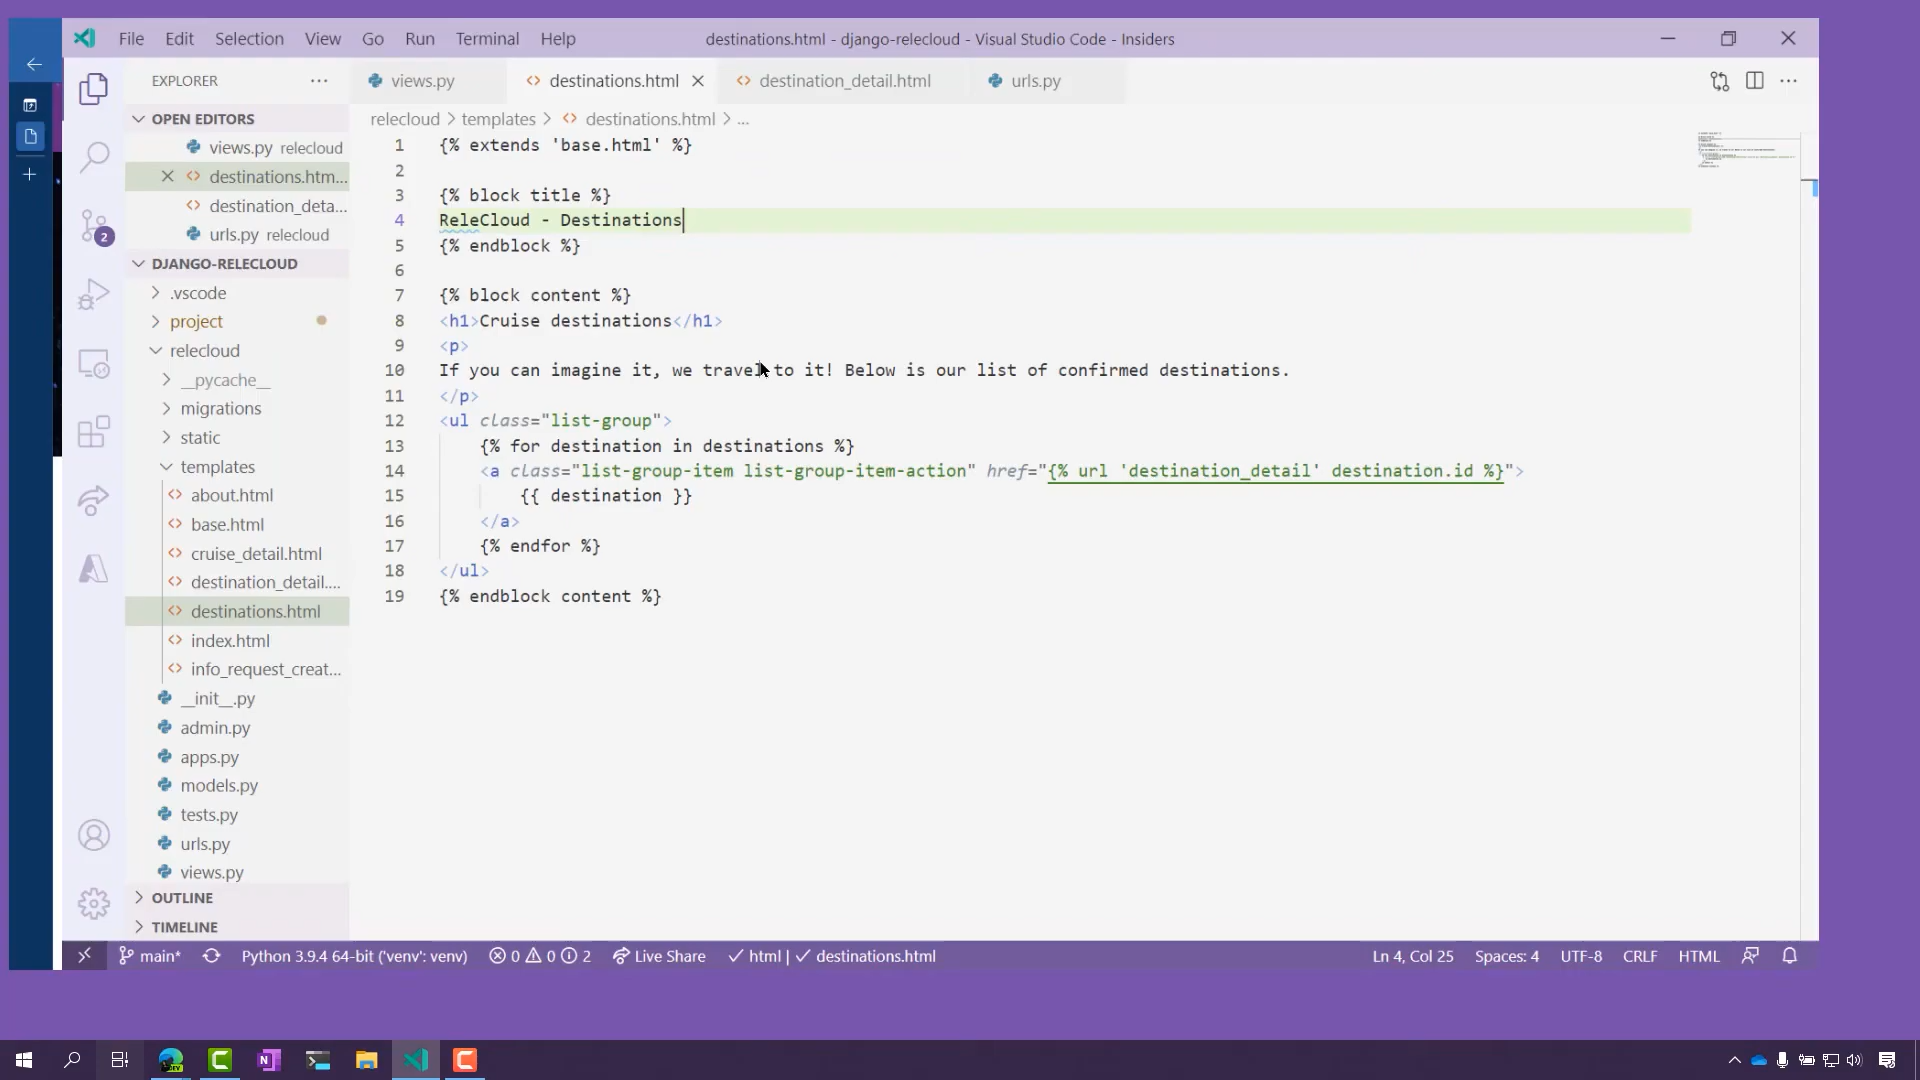 File Edit Selection View Go Run Terminal Help
destinations.html - django-relecloud - Visual Studio Code - Insiders
EXPLORER
views.py
destinations.html
destination_detail.html
urls.py
OPEN EDITORS
views.py relecloud
destinations.htm...
destination_deta...
urls.py relecloud
2
DJANGO-RELECLOUD
.vscode
project
relecloud
__pycache__
migrations
static
templates
about.html
base.html
cruise_detail.html
destination_detail....
destinations.html
index.html
info_request_creat...
__init__.py
admin.py
apps.py
models.py
tests.py
urls.py
views.py
OUTLINE
TIMELINE
relecloud > templates > destinations.html > ...
1 {% extends 'base.html' %}
2
3 {% block title %}
4 ReleCloud - Destinations
5 {% endblock %}
6
7 {% block content %}
8 <h1>Cruise destinations</h1>
9 <p>
10 If you can imagine it, we travel to it! Below is our list of confirmed destinations.
11 </p>
12 <ul class="list-group">
13 {% for destination in destinations %}
14 <a class="list-group-item list-group-item-action" href="{% url 'destination_detail' destination.id %}">
15 {{ destination }}
16 </a>
17 {% endfor %}
18 </ul>
19 {% endblock content %}
main* Python 3.9.4 64-bit ('venv': venv) 0 0 2 Live Share html | destinations.html
Ln 4, Col 25 Spaces: 4 UTF-8 CRLF HTML